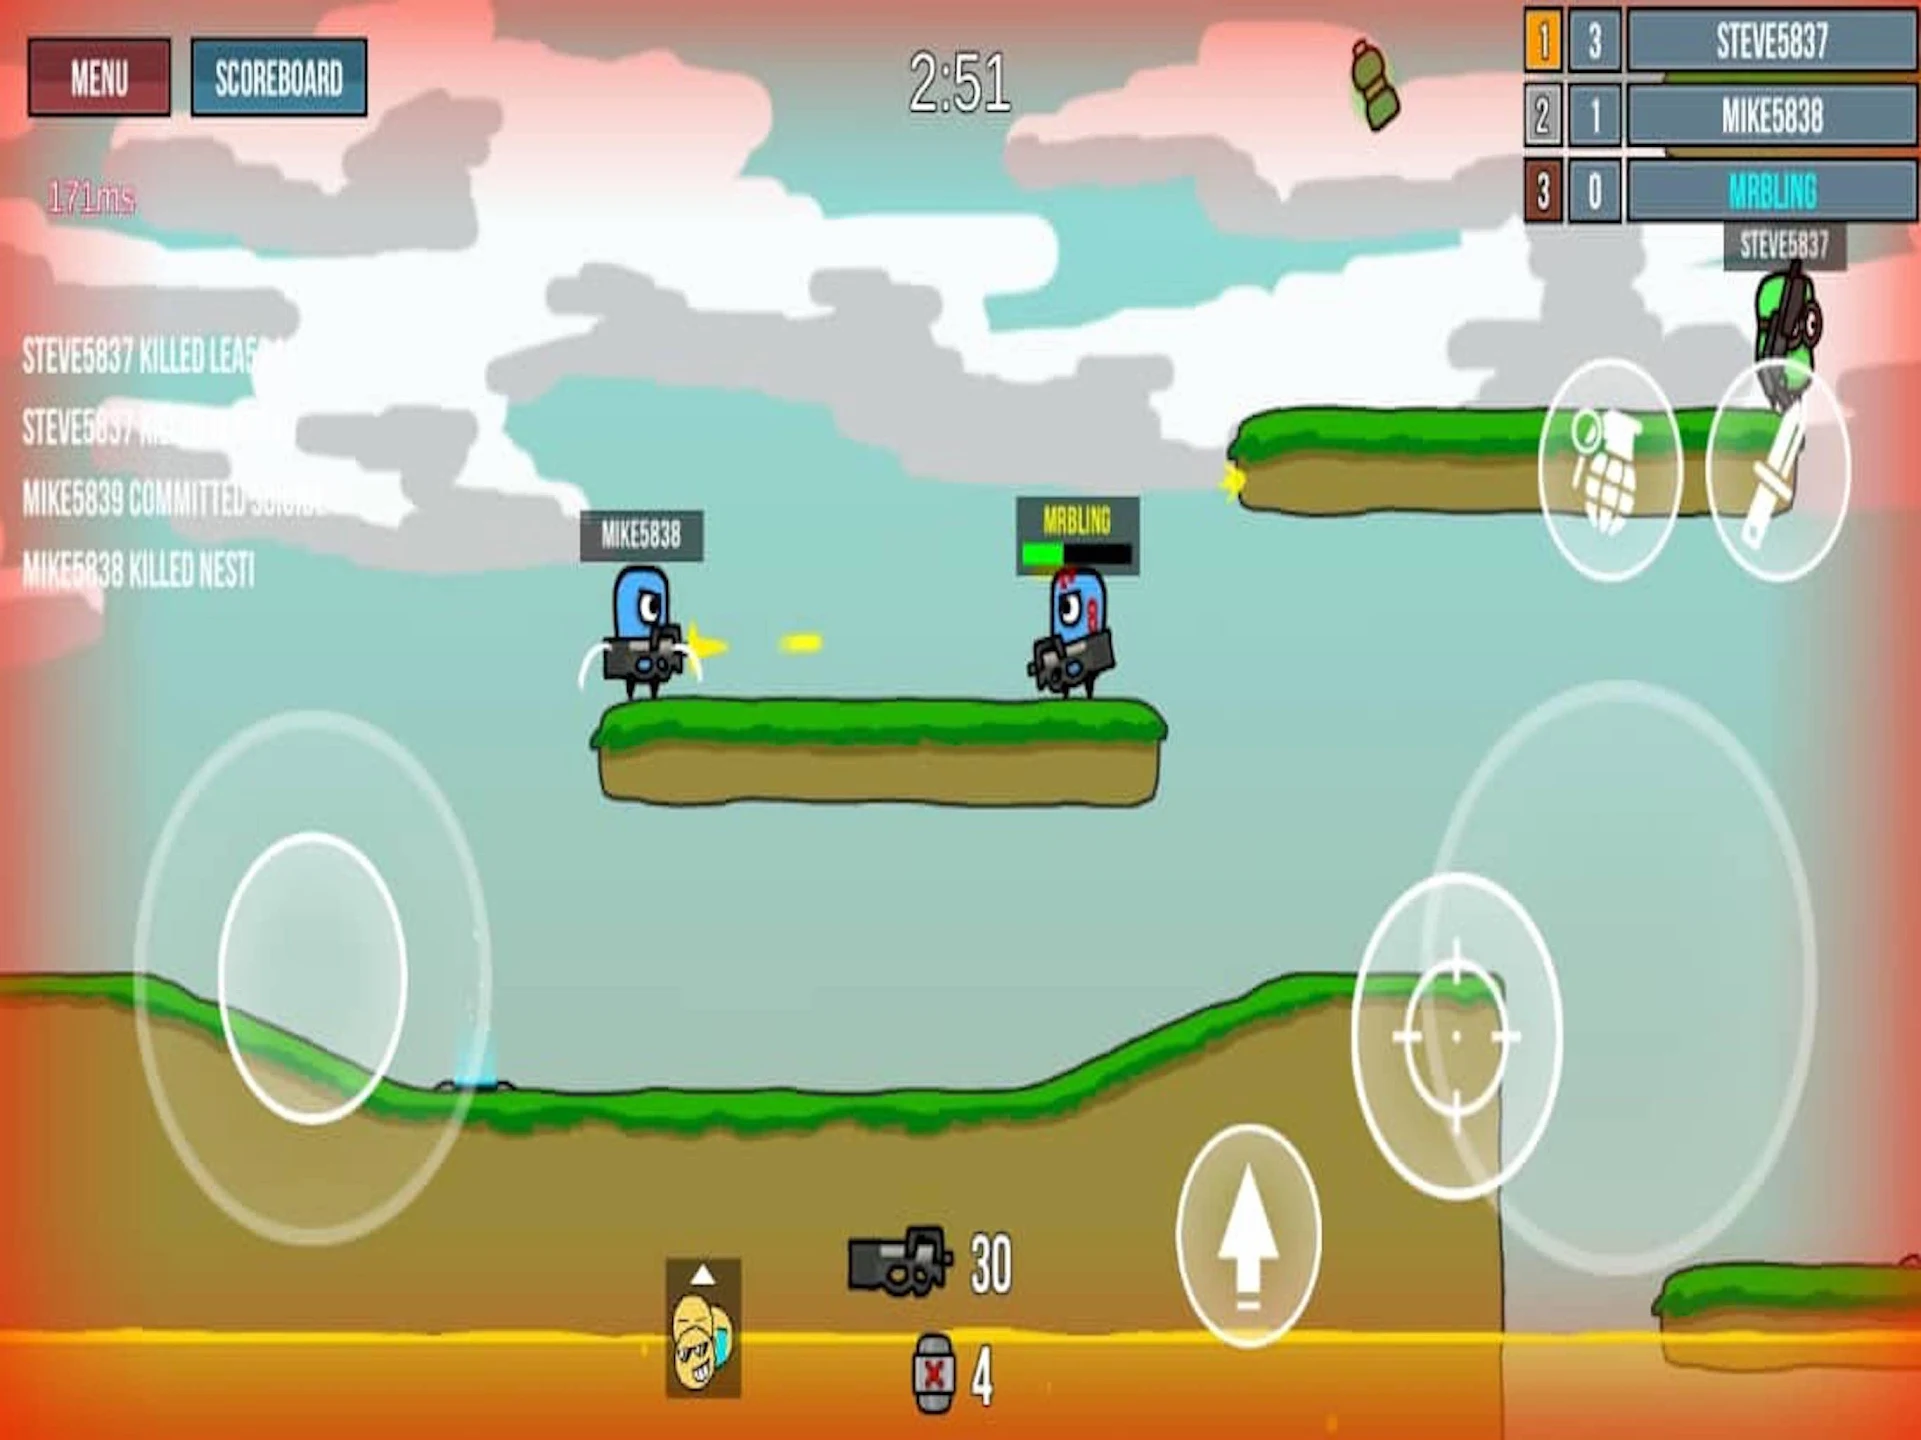 MENU
SCOREBOARD
2:51
1 3 STEVE5837
2 1 MIKE5838
3 0 MRBLING
171ms
STEVE5837
STEVE5837 KILLED
STEVE5837
MIKE5839 COMMITTED SUICIDE
MIKE5838 KILLED NESTI
MIKE5838
MRBLING
30
4